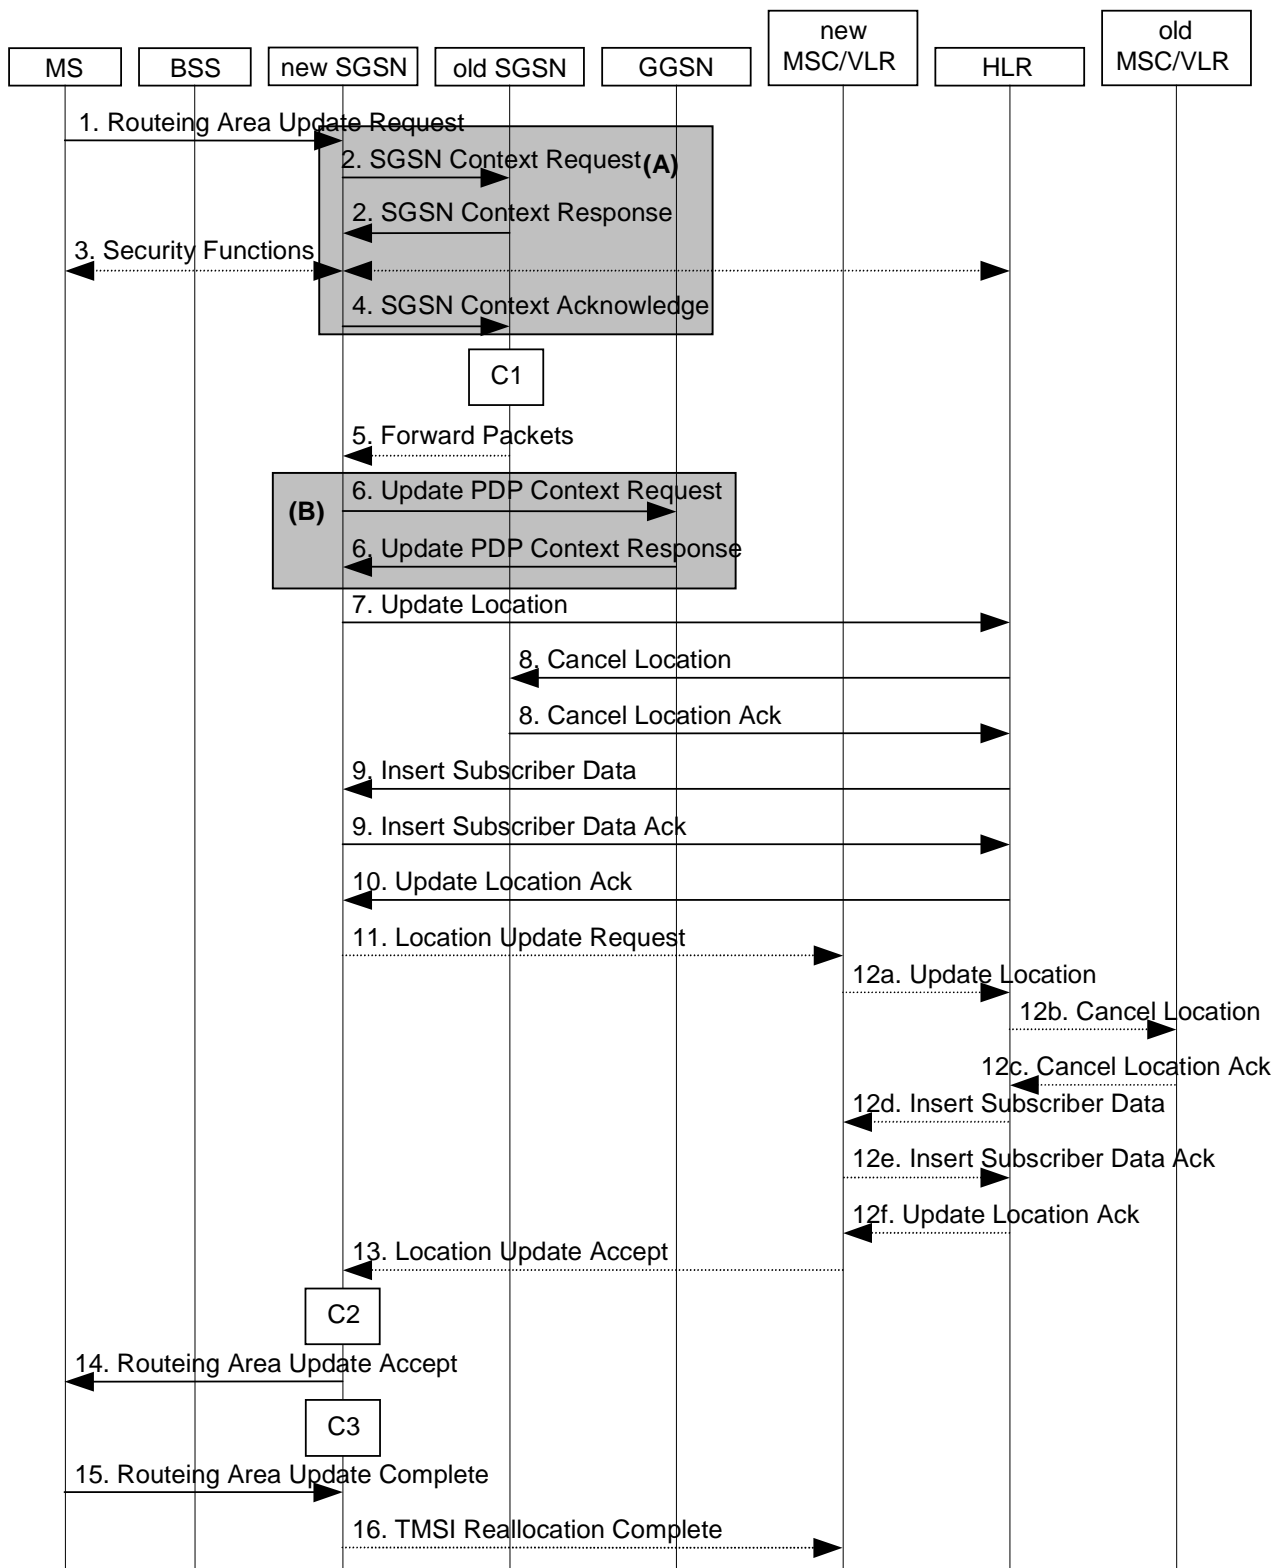 new
MSC/VLR
old
MSC/VLR
MS
BSS
new SGSN
old SGSN
GGSN
HLR
1. Routeing Area Update Request
2. SGSN Context Request
(A)
2. SGSN Context Response
3. Security Functions
4. SGSN Context Acknowledge
C1
5. Forward Packets
6. Update PDP Context Request
(B)
6. Update PDP Context Response
7. Update Location
8. Cancel Location
8. Cancel Location Ack
9. Insert Subscriber Data
9. Insert Subscriber Data Ack
10. Update Location Ack
11. Location Update Request
12a. Update Location
12b. Cancel Location
12c. Cancel Location Ack
12d. Insert Subscriber Data
12e. Insert Subscriber Data Ack
12f. Update Location Ack
13. Location Update Accept
C2
14. Routeing Area Update Accept
C3
15. Routeing Area Update Complete
16. TMSI Reallocation Complete